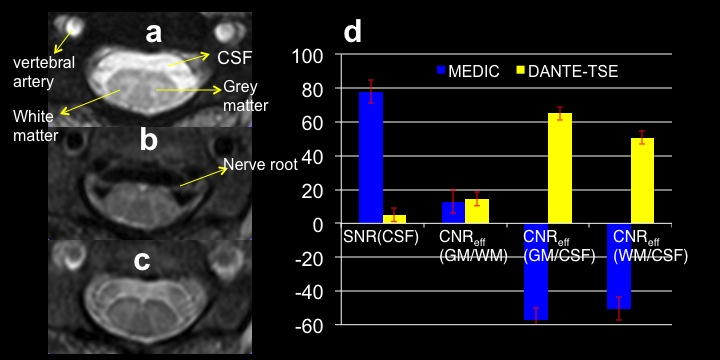 a
CSF
vertebral
artery
Grey
matter
White
matter
b
Nerve root
c
d
100
80
60
40
20
0
-20
-40
-60
MEDIC
DANTE-TSE
SNR(CSF)
CNReff
(GM/WM)
CNReff
(GM/CSF)
CNReff
(WM/CSF)